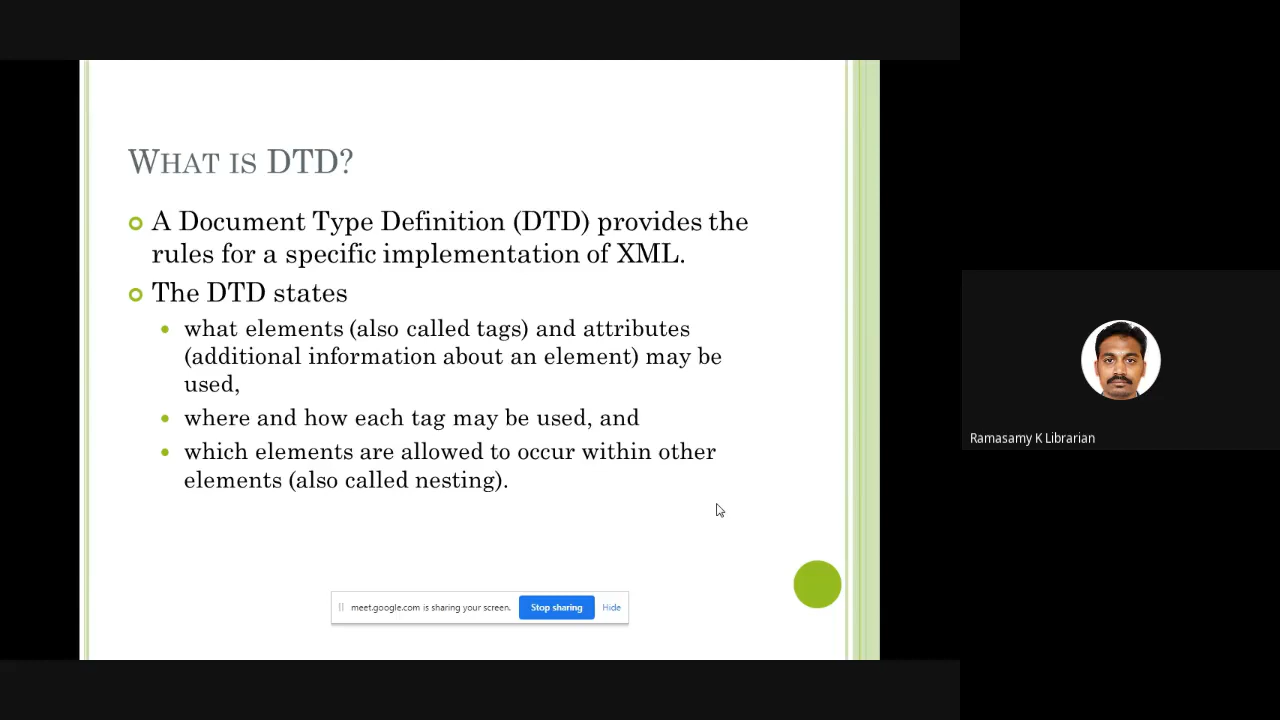 WHAT IS DTD?
A Document Type Definition (DTD) provides the
rules for a specific implementation of XML.
The DTD states
what elements (also called tags) and attributes
(additional information about an element) may be
used,
where and how each tag may be used, and
which elements are allowed to occur within other
elements (also called nesting).
meet.google.com is sharing your screen. Stop sharing Hide
Ramasamy K Librarian